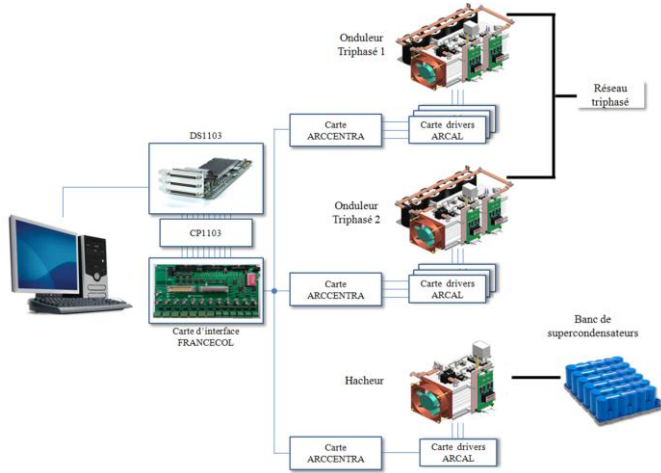 Onduleur
Triphasé 1
Réseau
triphasé
Carte
ARCCENTRA
Carte drivers
ARCAL
DS1103
CP1103
Onduleur
Triphasé 2
Carte
ARCCENTRA
Carte drivers
ARCAL
Carte d'interface
FRANCECOL
Banc de
supercondensateurs
Hacheur
Carte
ARCCENTRA
Carte drivers
ARCAL